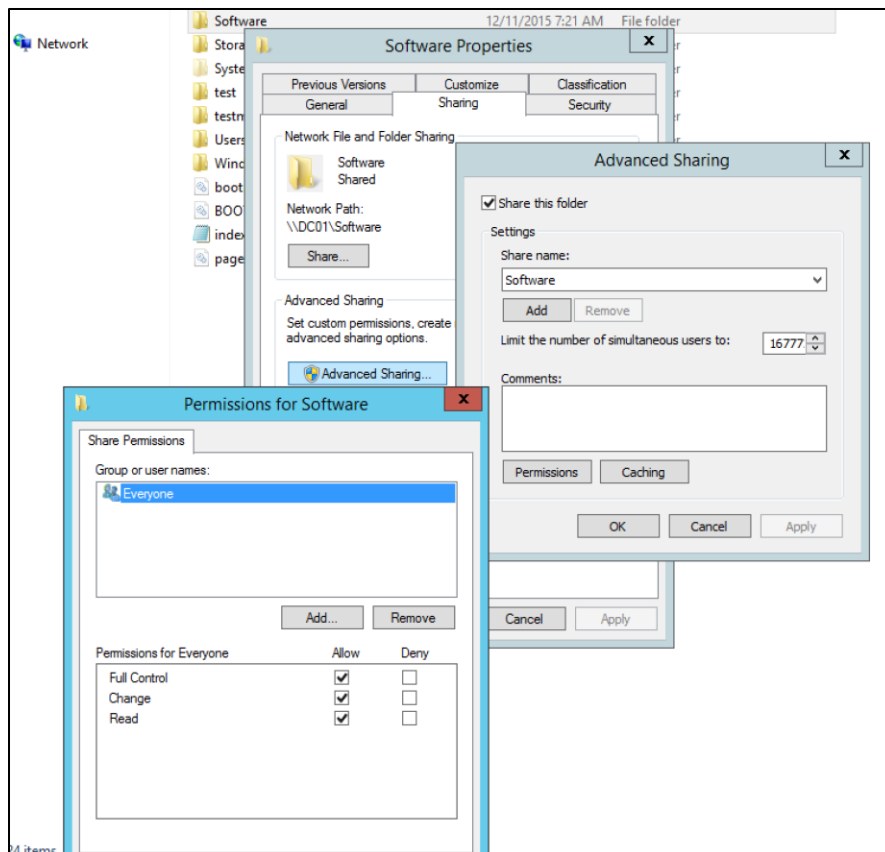 Software 12/11/2015 7:21 AM File folder
Network
Stora
Syste
test
testm
Users
Wind
boot
BOOT
index
page
Software Properties
x
Previous Versions Customize Classification
General Sharing Security
Network File and Folder Sharing
Software
Shared
Network Path:
\\DC01\Software
Share...
Advanced Sharing
Set custom permissions, create
advanced sharing options.
Advanced Sharing...
Cancel Apply
Advanced Sharing
x
Share this folder
Settings
Share name:
Software
Add Remove
Limit the number of simultaneous users to: 16777
Comments:
Permissions Caching
OK Cancel Apply
Permissions for Software
x
Share Permissions
Group or user names:
Everyone
Add... Remove
Permissions for Everyone Allow Deny
Full Control
Change
Read
24 items